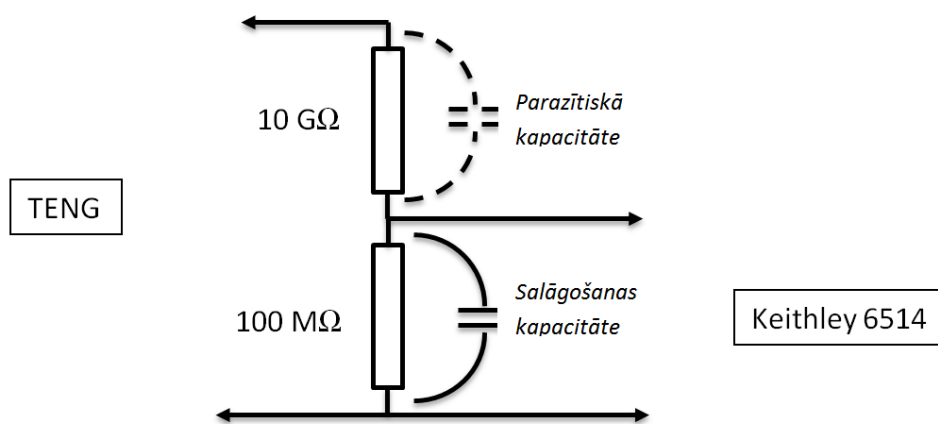 10 GΩ
Parazītiskā
kapacitāte
TENG
100 MΩ
Salāgošanas
kapacitāte
Keithley 6514